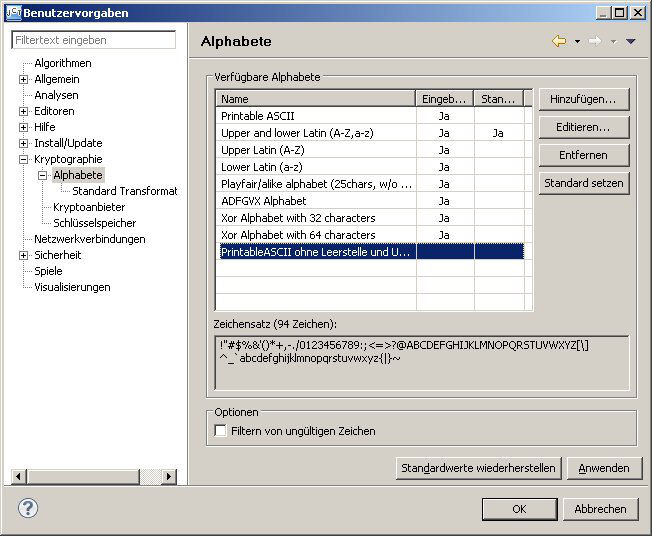 Benutzervorgaben
Filtertext eingeben
Algorithmen
Allgemein
Analysen
Editoren
Hilfe
Install/Update
Kryptographie
Alphabete
Standard Transformat
Kryptoanbieter
Schlüsselspeicher
Netzwerkverbindungen
Sicherheit
Spiele
Visualisierungen
Alphabete
Verfügbare Alphabete
Name Eingeb... Stan...
Printable ASCII Ja
Upper and lower Latin (A-Z,a-z) Ja Ja
Upper Latin (A-Z) Ja
Lower Latin (a-z) Ja
Playfair/alike alphabet (25chars, w/o ... Ja
ADFGVX Alphabet Ja
Xor Alphabet with 32 characters Ja
Xor Alphabet with 64 characters Ja
PrintableASCII ohne Leerstelle und U...
Hinzufügen...
Editieren...
Entfernen
Standard setzen
Zeichensatz (94 Zeichen):
!"#$%&'()*+,-./0123456789:;<=>?@ABCDEFGHIJKLMNOPQRSTUVWXYZ[\]
^_`abcdefghijklmnopqrstuvwxyz{|}~
Optionen
Filtern von ungültigen Zeichen
Standardwerte wiederherstellen
Anwenden
?
OK
Abbrechen